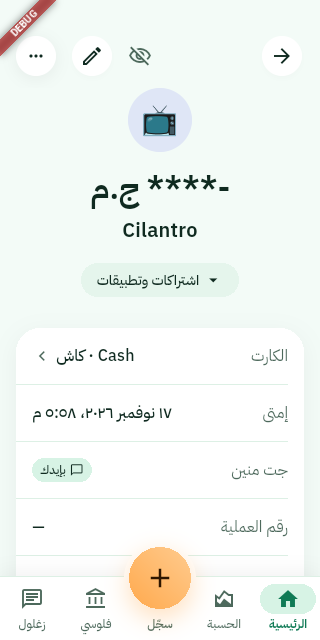 DEBUG
-**** ج.م
Cilantro
اشتراكات وتطبيقات
الكارت
Cash · كاش
إمتى
١٧ نوفمبر ٢٠٢٦، ٥:٥٨ م
جت منين
بإيدك
رقم العملية
—
الرئيسية
الحسبة
سجّل
فلوسي
زغلول